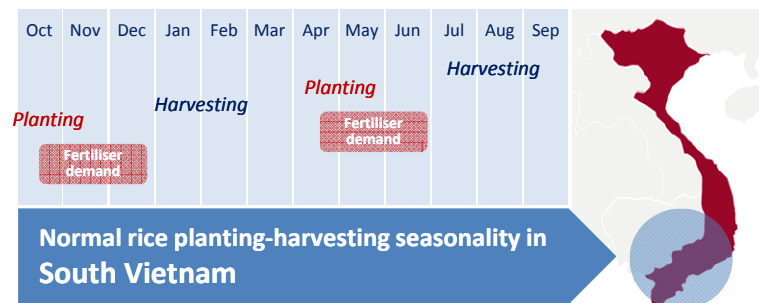 Oct Nov Dec Jan Feb Mar Apr May Jun Jul Aug Sep
Harvesting
Planting
Harvesting
Planting
Fertiliser
demand
Fertiliser
demand
Normal rice planting-harvesting seasonality in
South Vietnam